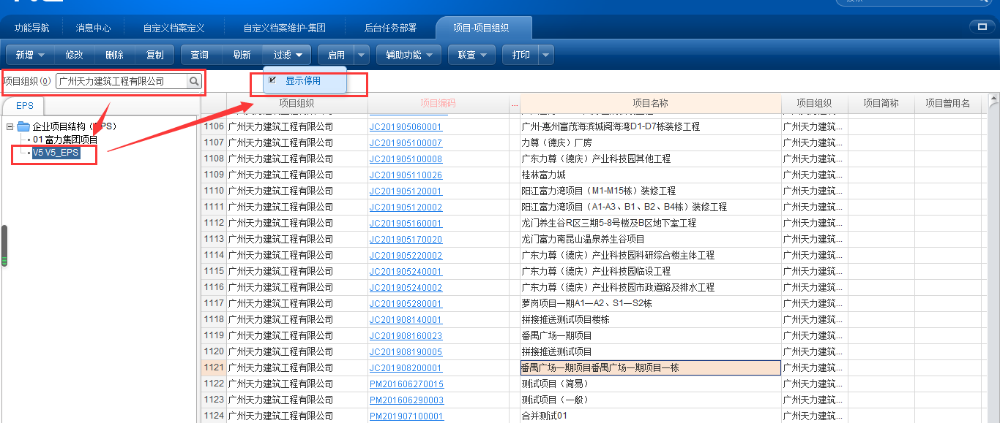 功能导航 消息中心 自定义档案定义 自定义档案维护-集团 后台任务部署 项目-项目组织
新增 修改 删除 复制 查询 刷新 过滤 启用 辅助功能 联查 打印
项目组织(Q) 广州天力建筑工程有限公司 显示停用
EPS 项目组织 项目编码 ... 项目名称 项目组织 项目简称 项目曾用名
企业项目结构（EPS）
01 富力集团项目
V5 V5_EPS
1106 广州天力建筑工程有限公司 JC201905060001 广州-惠州富茂海滨城阅海湾D1-D7栋装修工程 广州天力建筑...
1107 广州天力建筑工程有限公司 JC201905100007 力尊（德庆）厂房 广州天力建筑...
1108 广州天力建筑工程有限公司 JC201905100008 广东力尊（德庆）产业科技园其他工程 广州天力建筑...
1109 广州天力建筑工程有限公司 JC201905110026 桂林富力城 广州天力建筑...
1110 广州天力建筑工程有限公司 JC201905120001 阳江富力湾项目（M1-M15栋）装修工程 广州天力建筑...
1111 广州天力建筑工程有限公司 JC201905120002 阳江富力湾项目（A1-A3、B1、B2、B4栋）装修工程 广州天力建筑...
1112 广州天力建筑工程有限公司 JC201905160001 龙门养生谷R区三期5-8号楼及B区地下室工程 广州天力建筑...
1113 广州天力建筑工程有限公司 JC201905170020 龙门富力南昆山温泉养生谷项目 广州天力建筑...
1114 广州天力建筑工程有限公司 JC201905220002 广东力尊（德庆）产业科技园科研综合楼主体工程 广州天力建筑...
1115 广州天力建筑工程有限公司 JC201905240001 广东力尊（德庆）产业科技园临设工程 广州天力建筑...
1116 广州天力建筑工程有限公司 JC201905240002 广东力尊（德庆）产业科技园市政道路及排水工程 广州天力建筑...
1117 广州天力建筑工程有限公司 JC201905280001 萝岗项目一期A1—A2、S1—S2栋 广州天力建筑...
1118 广州天力建筑工程有限公司 JC201908140001 拼接推送测试项目楼栋 广州天力建筑...
1119 广州天力建筑工程有限公司 JC201908160023 番禺广场一期项目 广州天力建筑...
1120 广州天力建筑工程有限公司 JC201908190005 拼接推送测试项目 广州天力建筑...
1121 广州天力建筑工程有限公司 JC201908200001 番禺广场一期项目番禺广场一期项目一栋 广州天力建筑...
1122 广州天力建筑工程有限公司 PM201606270015 测试项目（简易） 广州天力建筑...
1123 广州天力建筑工程有限公司 PM201606290003 测试项目（一般） 广州天力建筑...
1124 广州天力建筑工程有限公司 PM201907100001 合并测试01 广州天力建筑...